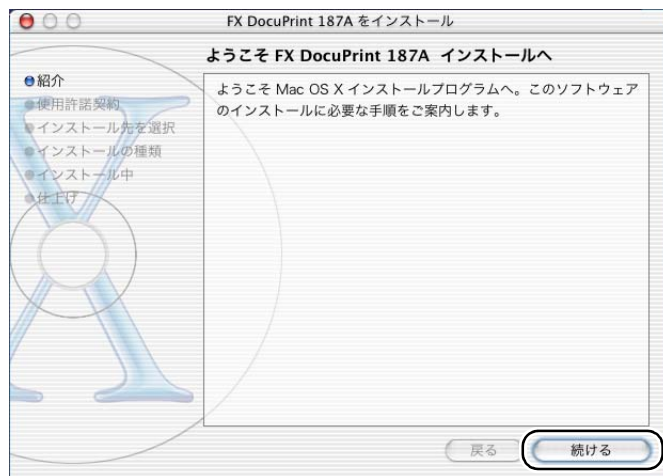 FX DocuPrint 187A をインストール
ようこそ FX DocuPrint 187A インストールへ
紹介
使用許諾契約
インストール先を選択
インストールの種類
インストール中
仕上げ
ようこそ Mac OS X インストールプログラムへ。このソフトウェア
のインストールに必要な手順をご案内します。
戻る
続ける